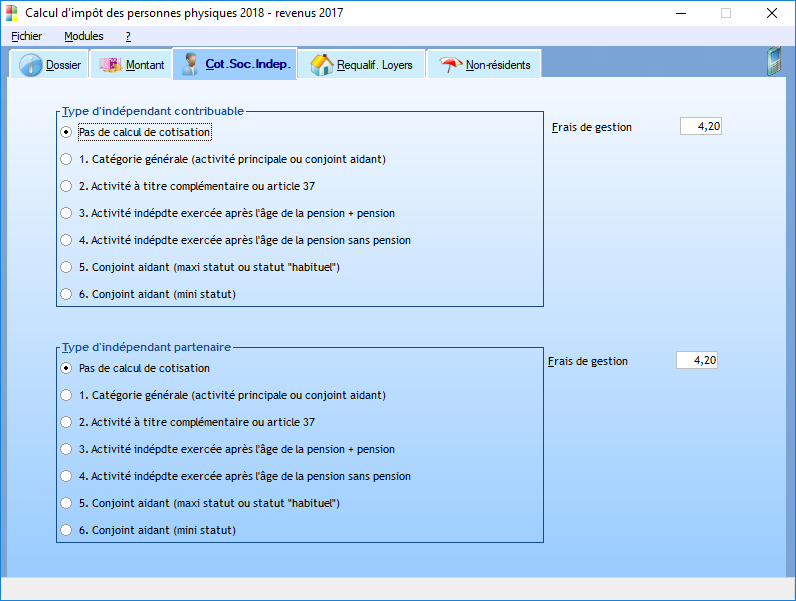 Calcul d'impôt des personnes physiques 2018 - revenus 2017
Fichier Modules ?
Dossier Montant Cot.Soc.Indep. Requalif. Loyers Non-résidents
Type d'indépendant contribuable
Pas de calcul de cotisation
Frais de gestion 4,20
1. Catégorie générale (activité principale ou conjoint aidant)
2. Activité à titre complémentaire ou article 37
3. Activité indépdte exercée après l'âge de la pension + pension
4. Activité indépdte exercée après l'âge de la pension sans pension
5. Conjoint aidant (maxi statut ou statut "habituel")
6. Conjoint aidant (mini statut)
Type d'indépendant partenaire
Frais de gestion 4,20
Pas de calcul de cotisation
1. Catégorie générale (activité principale ou conjoint aidant)
2. Activité à titre complémentaire ou article 37
3. Activité indépdte exercée après l'âge de la pension + pension
4. Activité indépdte exercée après l'âge de la pension sans pension
5. Conjoint aidant (maxi statut ou statut "habituel")
6. Conjoint aidant (mini statut)